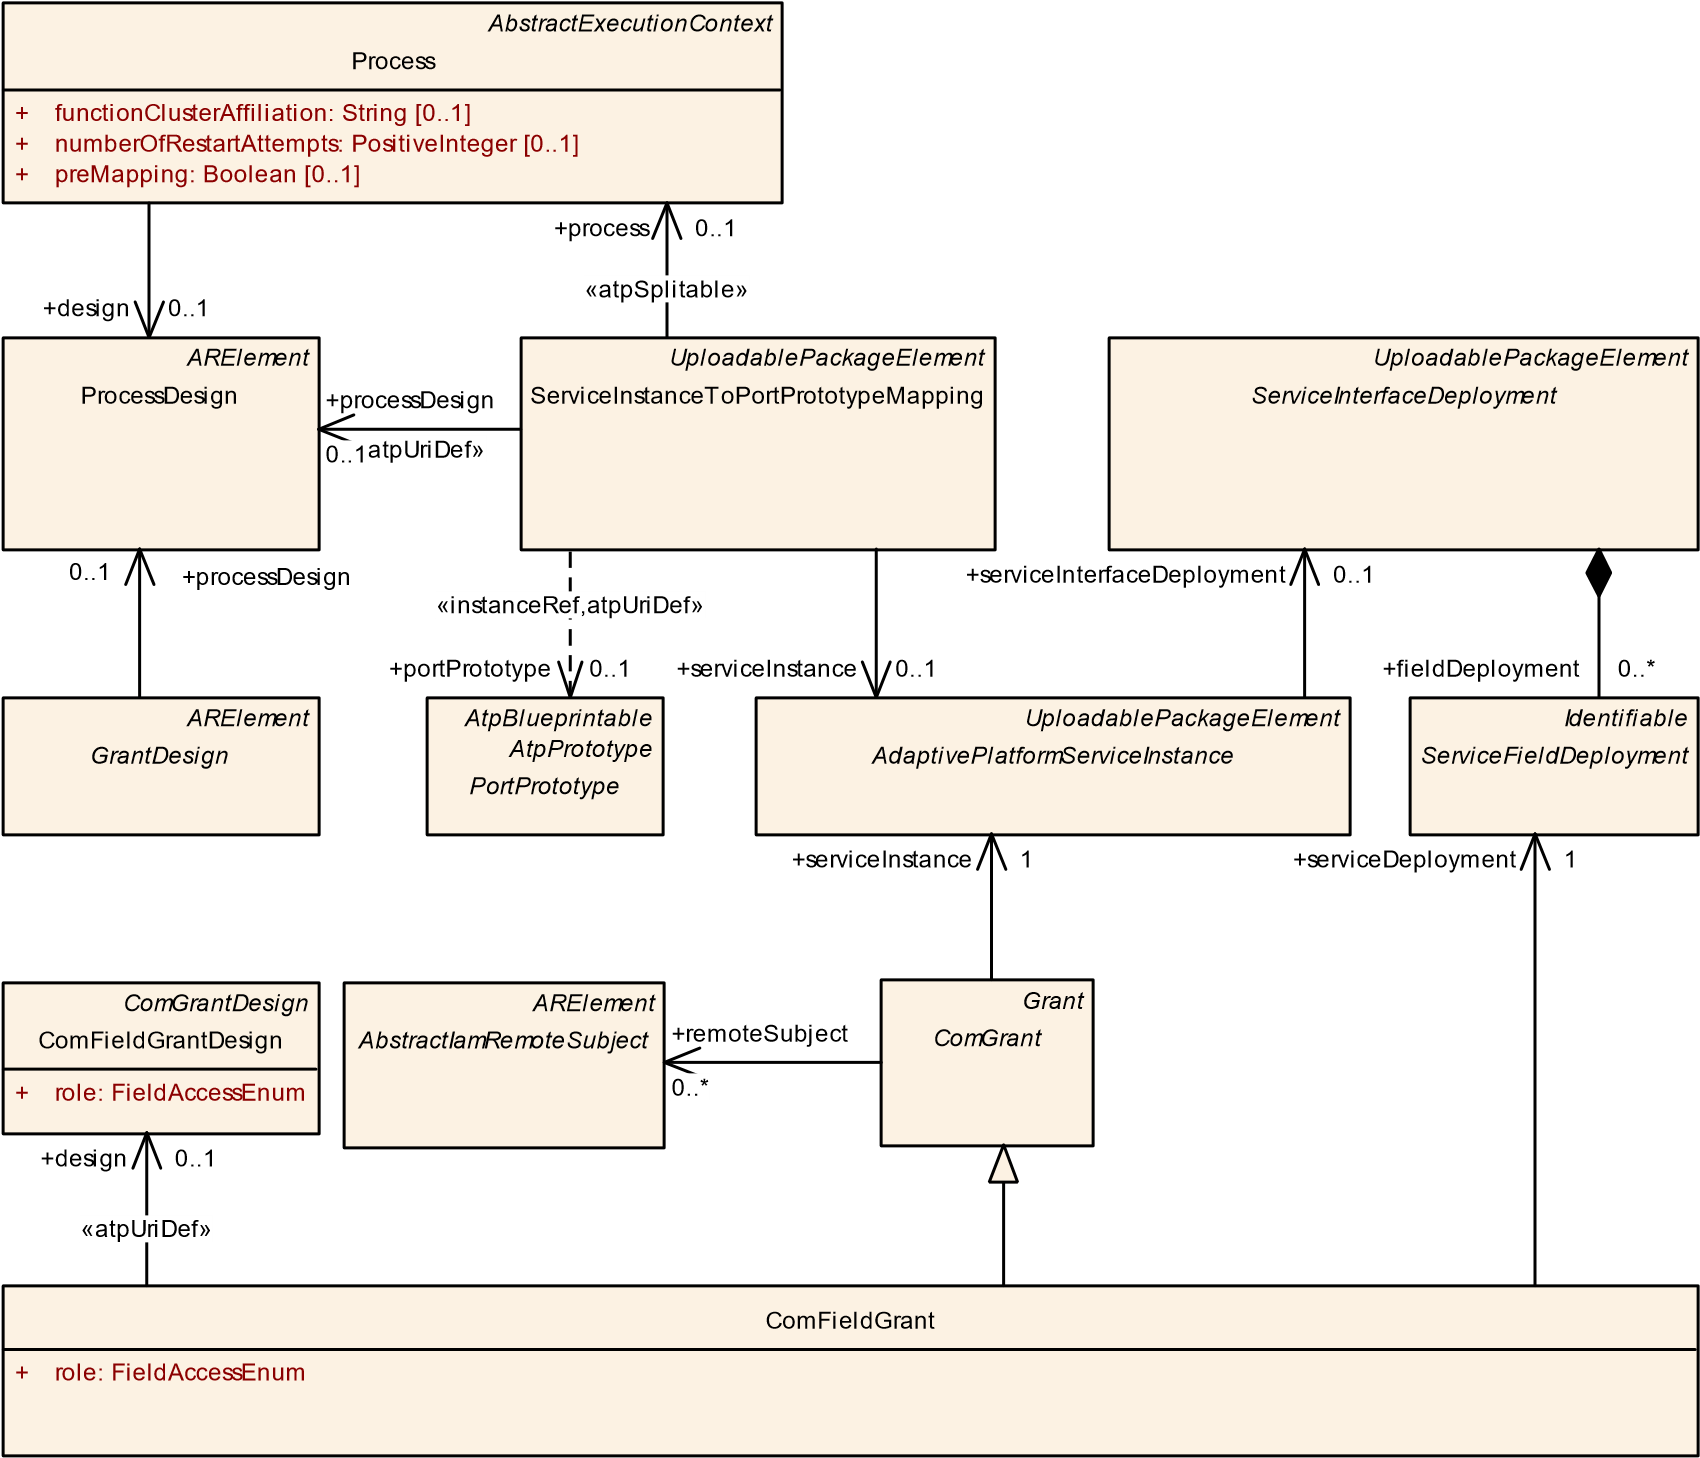 AbstractExecutionContext
Process
+ functionClusterAffiliation: String [0..1]
+ numberOfRestartAttempts: PositiveInteger [0..1]
+ preMapping: Boolean [0..1]
+process 0..1
«atpSplitable»
+design 0..1
ARElement
ProcessDesign
UploadablePackageElement
ServiceInstanceToPortPrototypeMapping
UploadablePackageElement
ServiceInterfaceDeployment
+processDesign
0..1
atpUriDef»
0..1 +processDesign
«instanceRef,atpUriDef»
+portPrototype 0..1
+serviceInstance 0..1
+serviceInterfaceDeployment 0..1
+fieldDeployment 0..*
ARElement
GrantDesign
AtpBlueprintable
AtpPrototype
PortPrototype
UploadablePackageElement
AdaptivePlatformServiceInstance
Identifiable
ServiceFieldDeployment
+serviceInstance 1
+serviceDeployment 1
ComGrantDesign
ComFieldGrantDesign
+ role: FieldAccessEnum
ARElement
AbstractIamRemoteSubject
+remoteSubject
0..*
Grant
ComGrant
+design 0..1
«atpUriDef»
ComFieldGrant
+ role: FieldAccessEnum